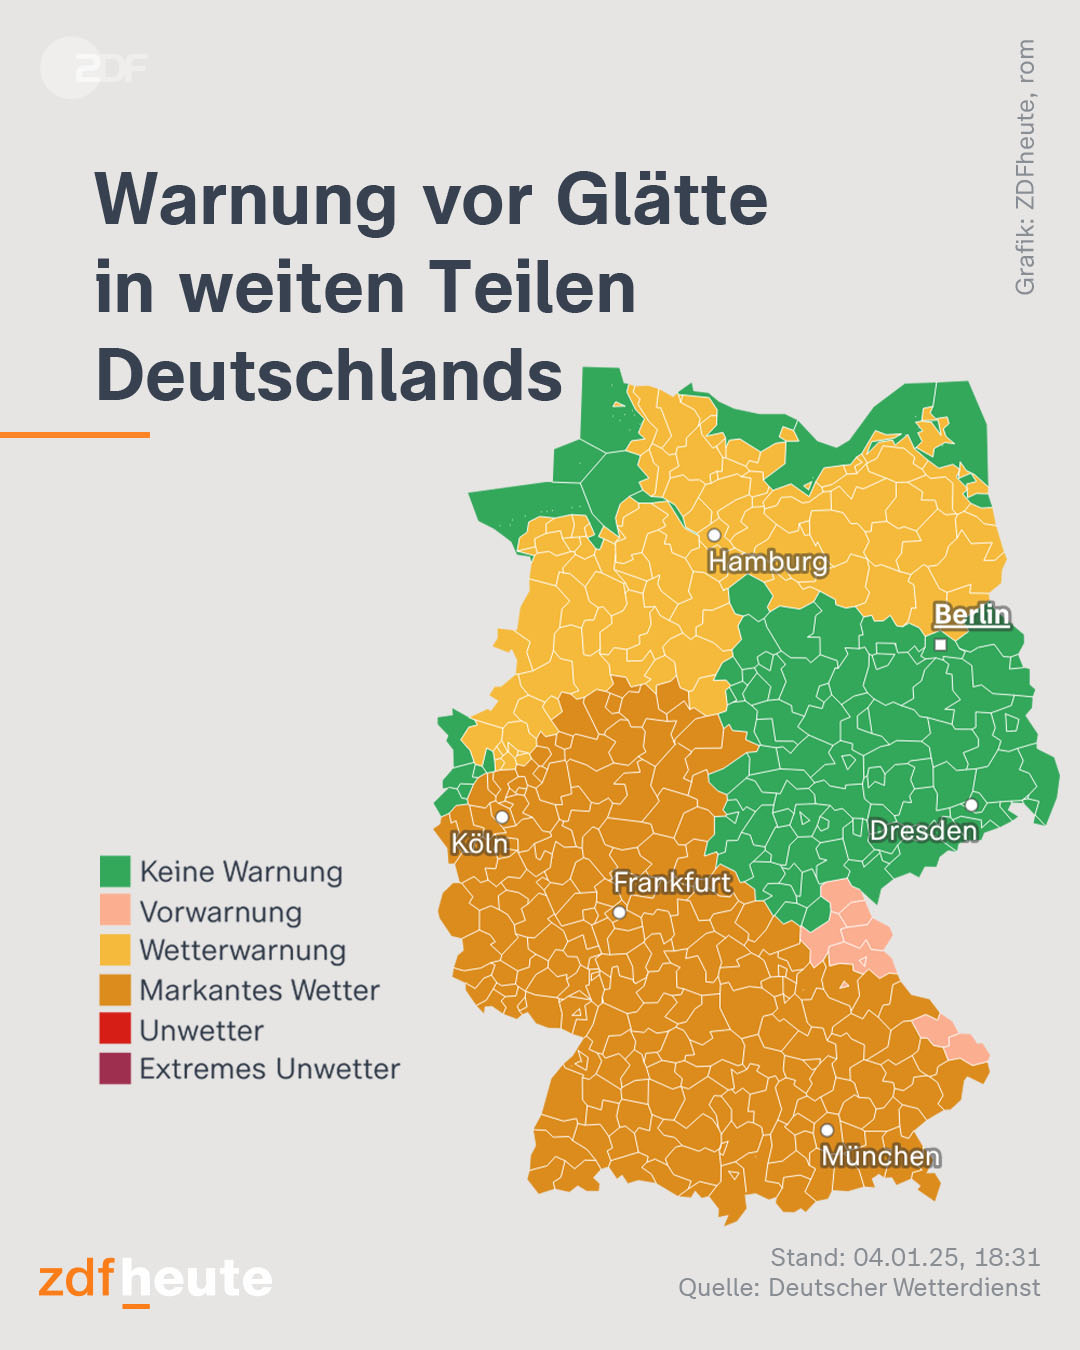 ZDF
Grafik: ZDFheute, rom
Warnung vor Glätte
in weiten Teilen
Deutschlands
Hamburg
Berlin
Dresden
Köln
Frankfurt
München
Keine Warnung
Vorwarnung
Wetterwarnung
Markantes Wetter
Unwetter
Extremes Unwetter
zdfheute
Stand: 04.01.25, 18:31
Quelle: Deutscher Wetterdienst